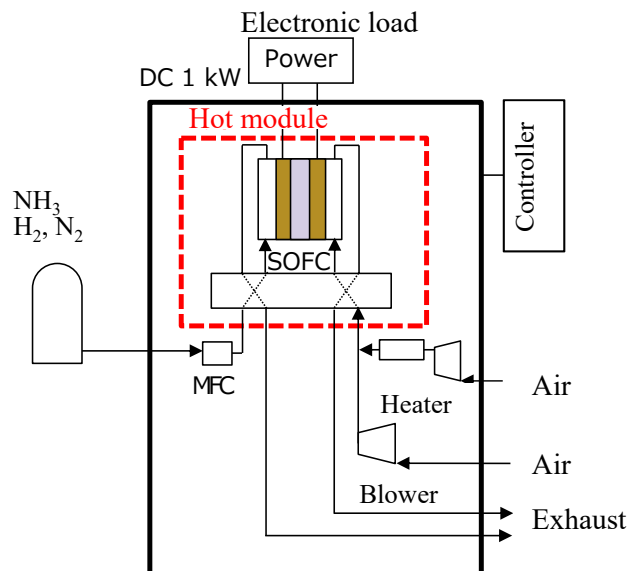 Electronic load
Power
DC 1 kW
Hot module
Controller
NH₃
H₂, N₂
SOFC
MFC
Heater
Air
Air
Blower
Exhaust